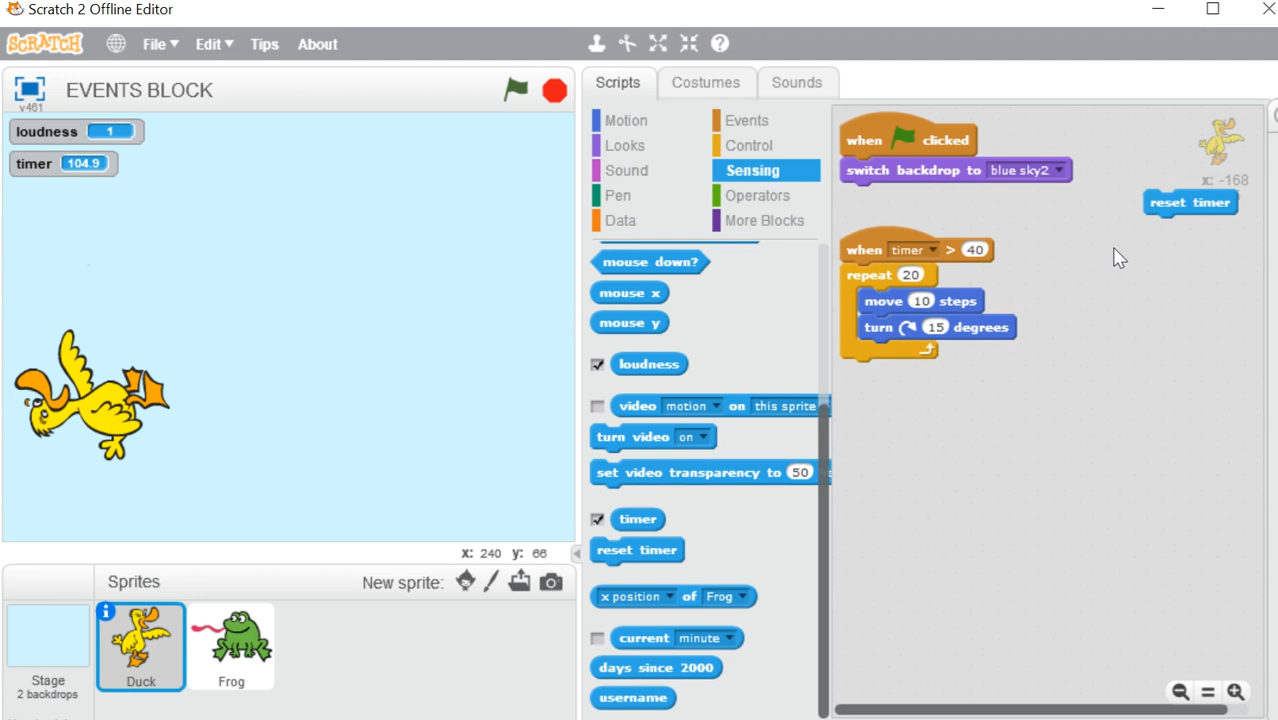 Scratch 2 Offline Editor
SCRATCH File Edit Tips About
v461
EVENTS BLOCK
loudness 1
timer 104.9
X: 240 y: 66
Sprites New sprite:
Stage
2 backdrops
Duck
Frog
Scripts Costumes Sounds
Motion Events
Looks Control
Sound Sensing
Pen Operators
Data More Blocks
mouse down?
mouse x
mouse y
loudness
video motion on this sprite
turn video on
set video transparency to 50
timer
reset timer
x position of Frog
current minute
days since 2000
username
when clicked
switch backdrop to blue sky2
x: -168
reset timer
when timer > 40
repeat 20
move 10 steps
turn 15 degrees